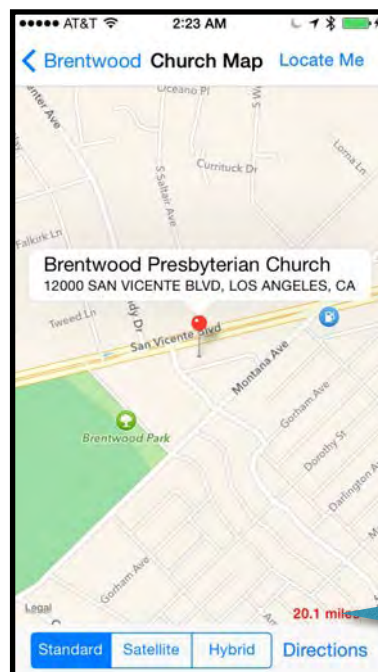 AT&T 2:23 AM
Brentwood Church Map Locate Me
Oceano Pl
S Saltair Ave
Currituck Dr
Lorna Ln
Falkirk Ln
Brentwood Presbyterian Church
12000 SAN VICENTE BLVD, LOS ANGELES, CA
Tweed Ln
San Vicente Blvd
Montana Ave
Brentwood Park
Gorham Ave
Dorothy St
Darlington Av
Gorham Ave
Legal
20.1 miles
Standard Satellite Hybrid Directions